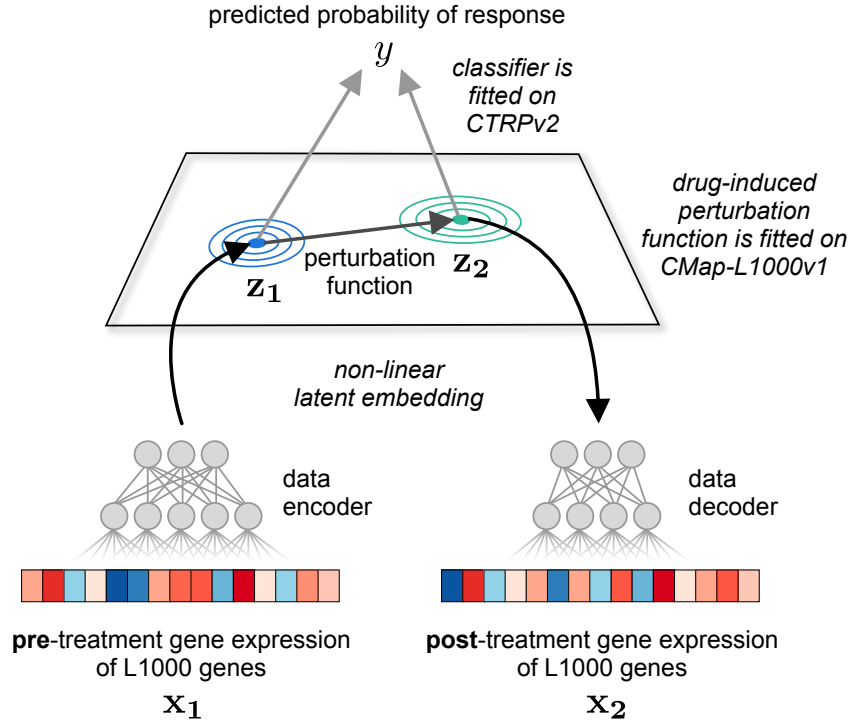 predicted probability of response
y
classifier is
fitted on
CTRPv2
drug-induced
perturbation
function is fitted on
CMap-L1000v1
z₁
perturbation
function
z₂
non-linear
latent embedding
data
encoder
data
decoder
pre-treatment gene expression
of L1000 genes
x₁
post-treatment gene expression
of L1000 genes
x₂